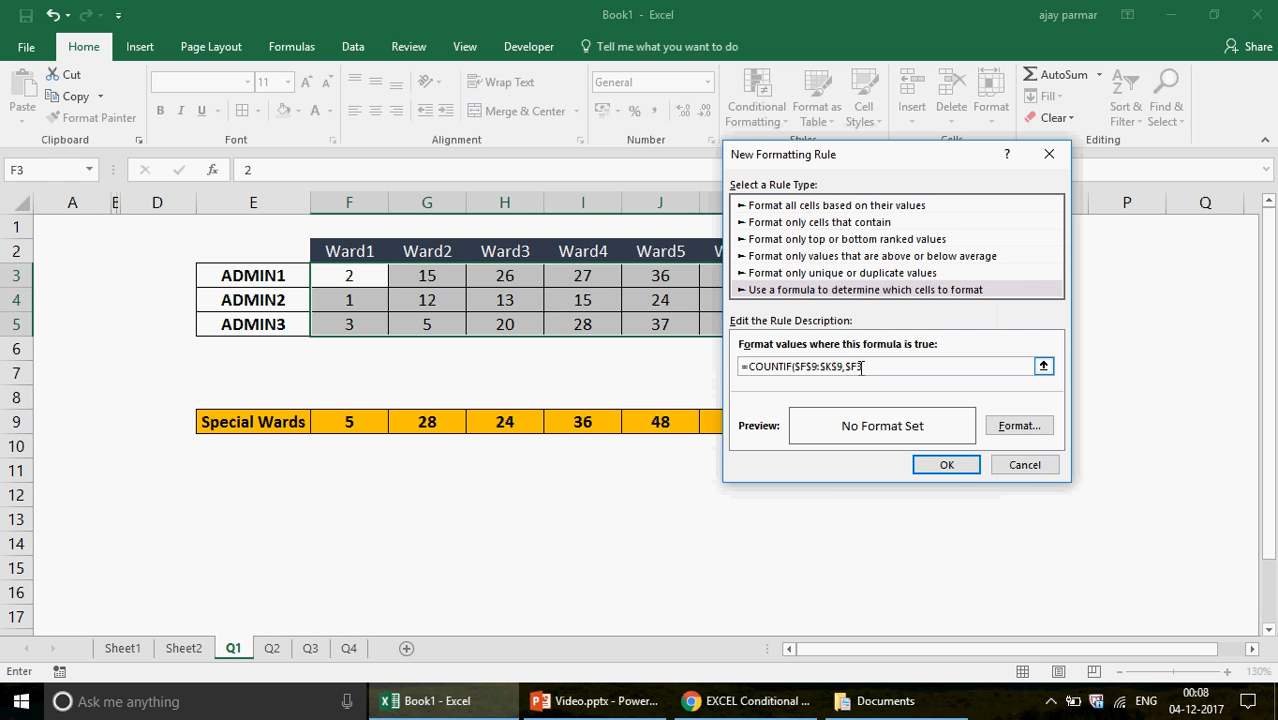 Book1 - Excel
ajay parmar
File Home Insert Page Layout Formulas Data Review View Developer Tell me what you want to do Share
Paste
Cut
Copy
Format Painter
Clipboard
11
B I U
Font
Wrap Text
Merge & Center
Alignment
General
Number
Conditional Formatting
Format as Table
Cell Styles
Styles
Insert Delete Format
Cells
AutoSum
Fill
Clear
Sort & Filter
Find & Select
Editing
F3 fx 2
A E D E F G H I J P Q
1
2 Ward1 Ward2 Ward3 Ward4 Ward5
3 ADMIN1 2 15 26 27 36
4 ADMIN2 1 12 13 15 24
5 ADMIN3 3 5 20 28 37
6
7
8
9 Special Wards 5 28 24 36 48
10
11
12
13
14
15
16
17
New Formatting Rule ?
Select a Rule Type:
► Format all cells based on their values
► Format only cells that contain
► Format only top or bottom ranked values
► Format only values that are above or below average
► Format only unique or duplicate values
► Use a formula to determine which cells to format
Edit the Rule Description:
Format values where this formula is true:
=COUNTIF($F$9:$K$9,$F3
Preview: No Format Set Format...
OK Cancel
Sheet1 Sheet2 Q1 Q2 Q3 Q4
Enter 130%
Ask me anything
Book1 - Excel
Video.pptx - Power...
EXCEL Conditional ...
Documents
ENG
00:08
04-12-2017